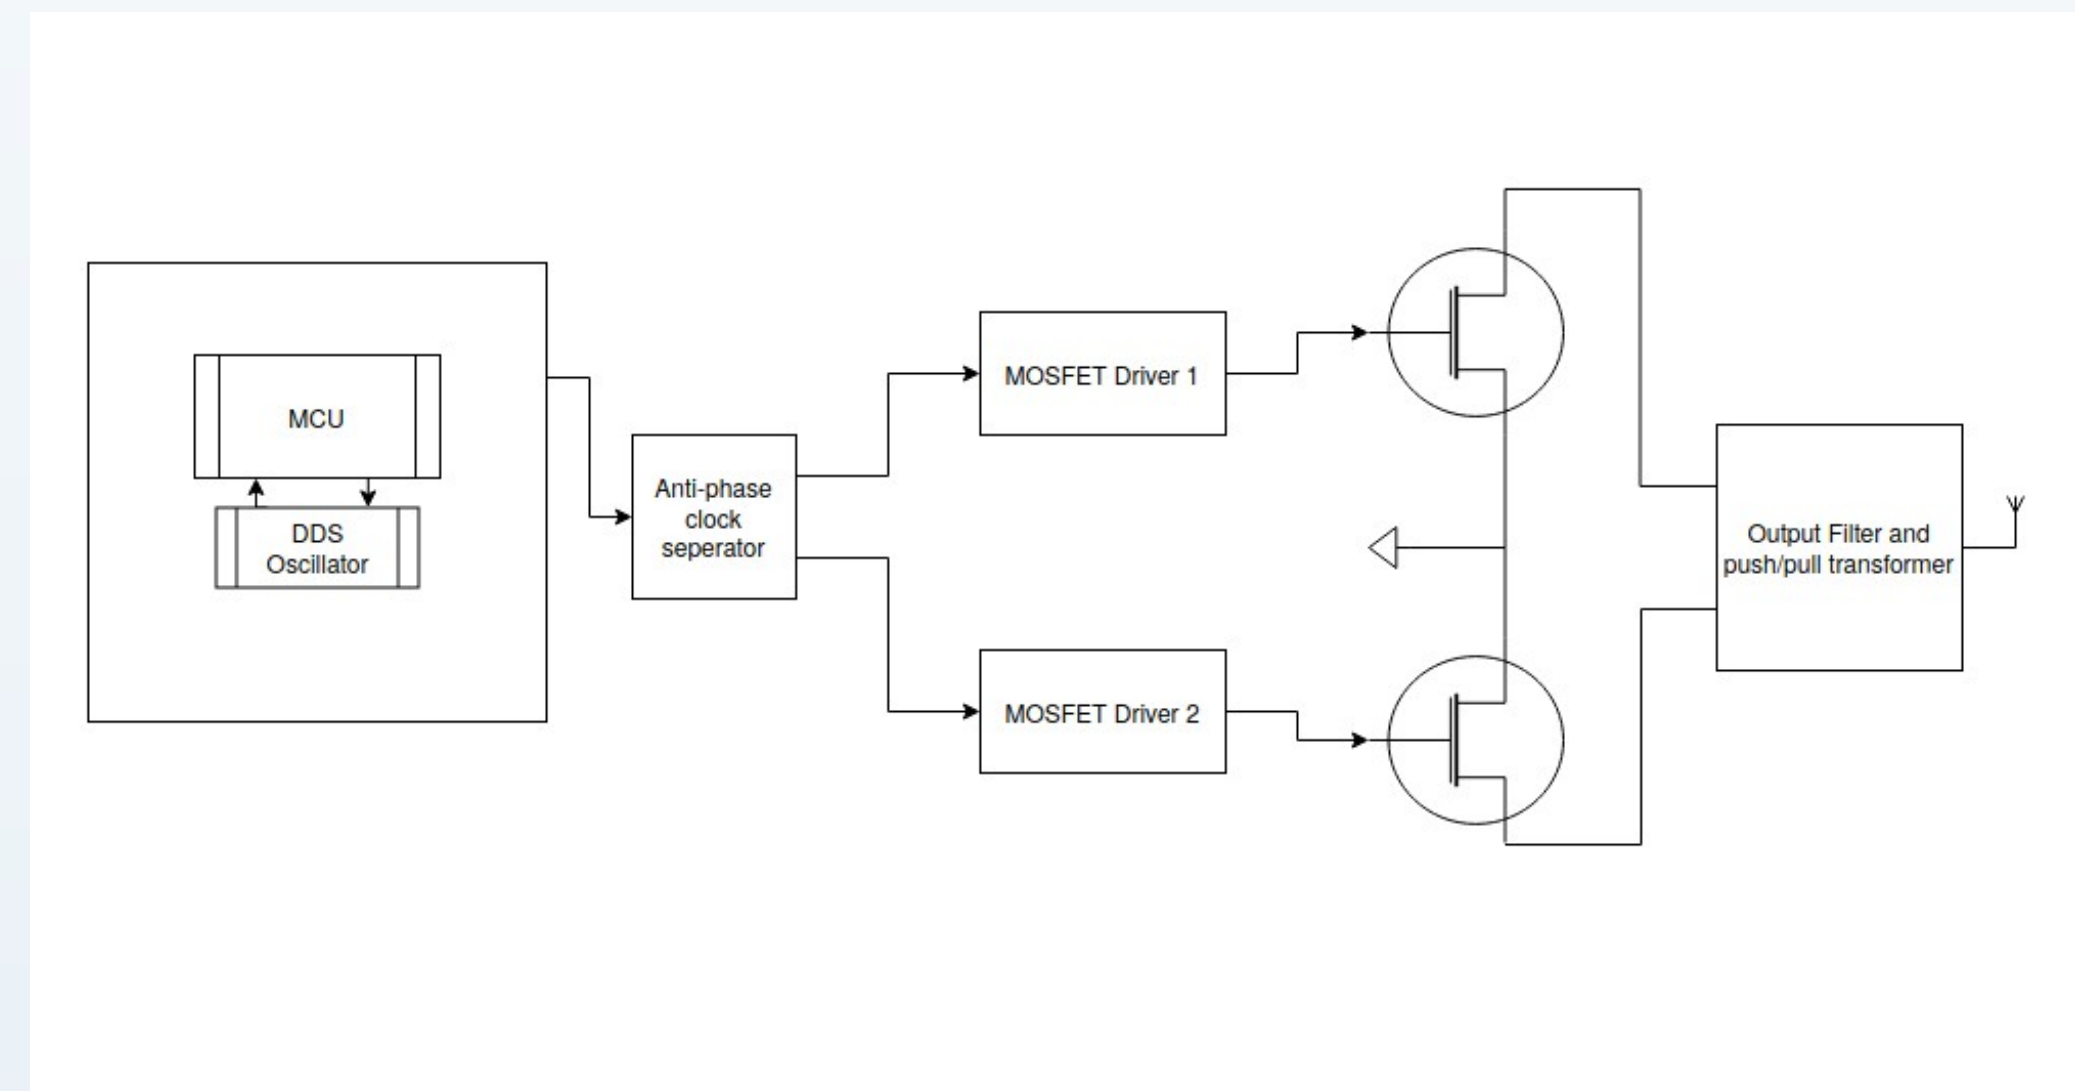 MCU
DDS
Oscillator
Anti-phase
clock
seperator
MOSFET Driver 1
MOSFET Driver 2
Output Filter and
push/pull transformer